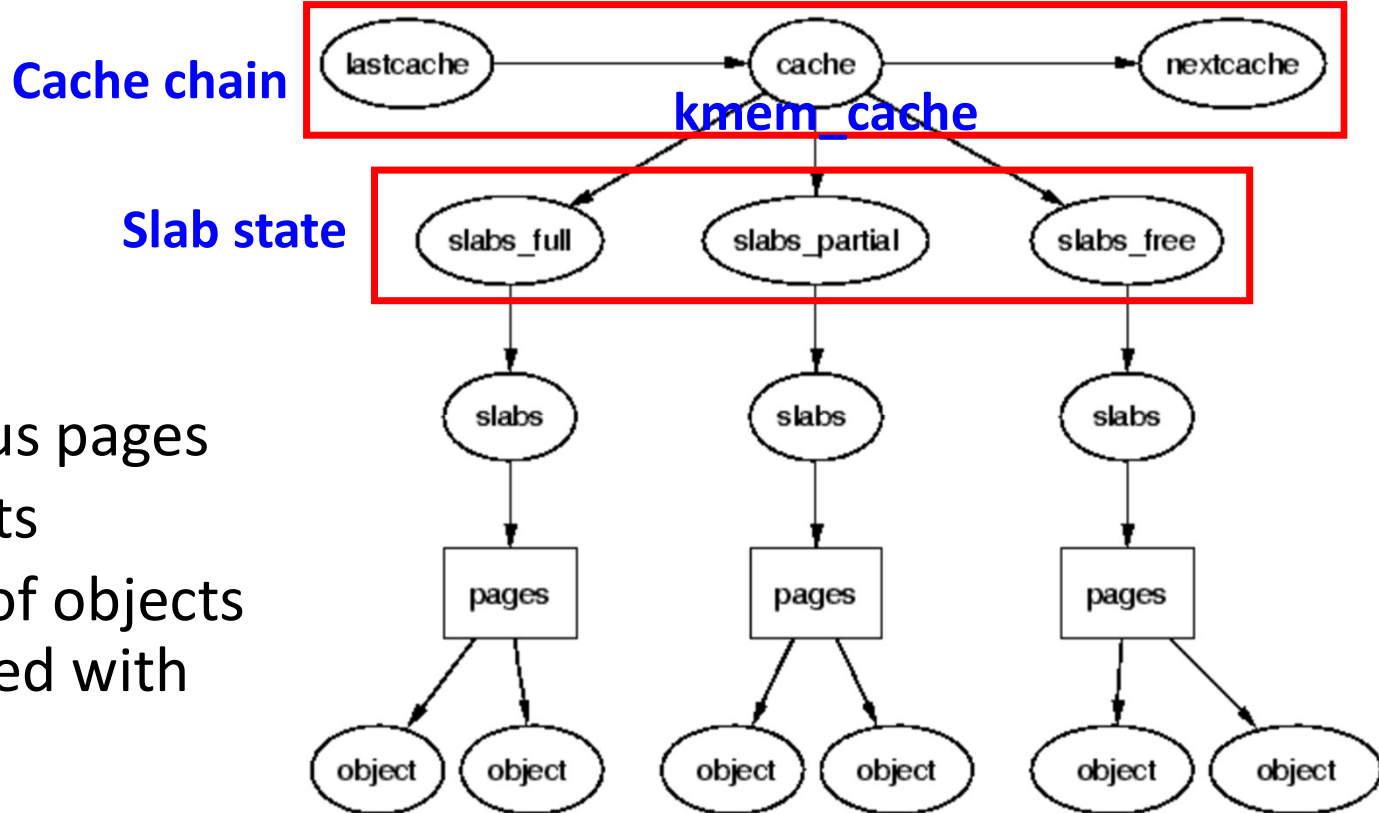 lastcache cache nextcache
Cache chain
kmem_cache
Slab state
slabs_full slabs_partial slabs_free
slabs slabs slabs
us pages
ts
of objects
ed with
pages pages pages
object object object object object object